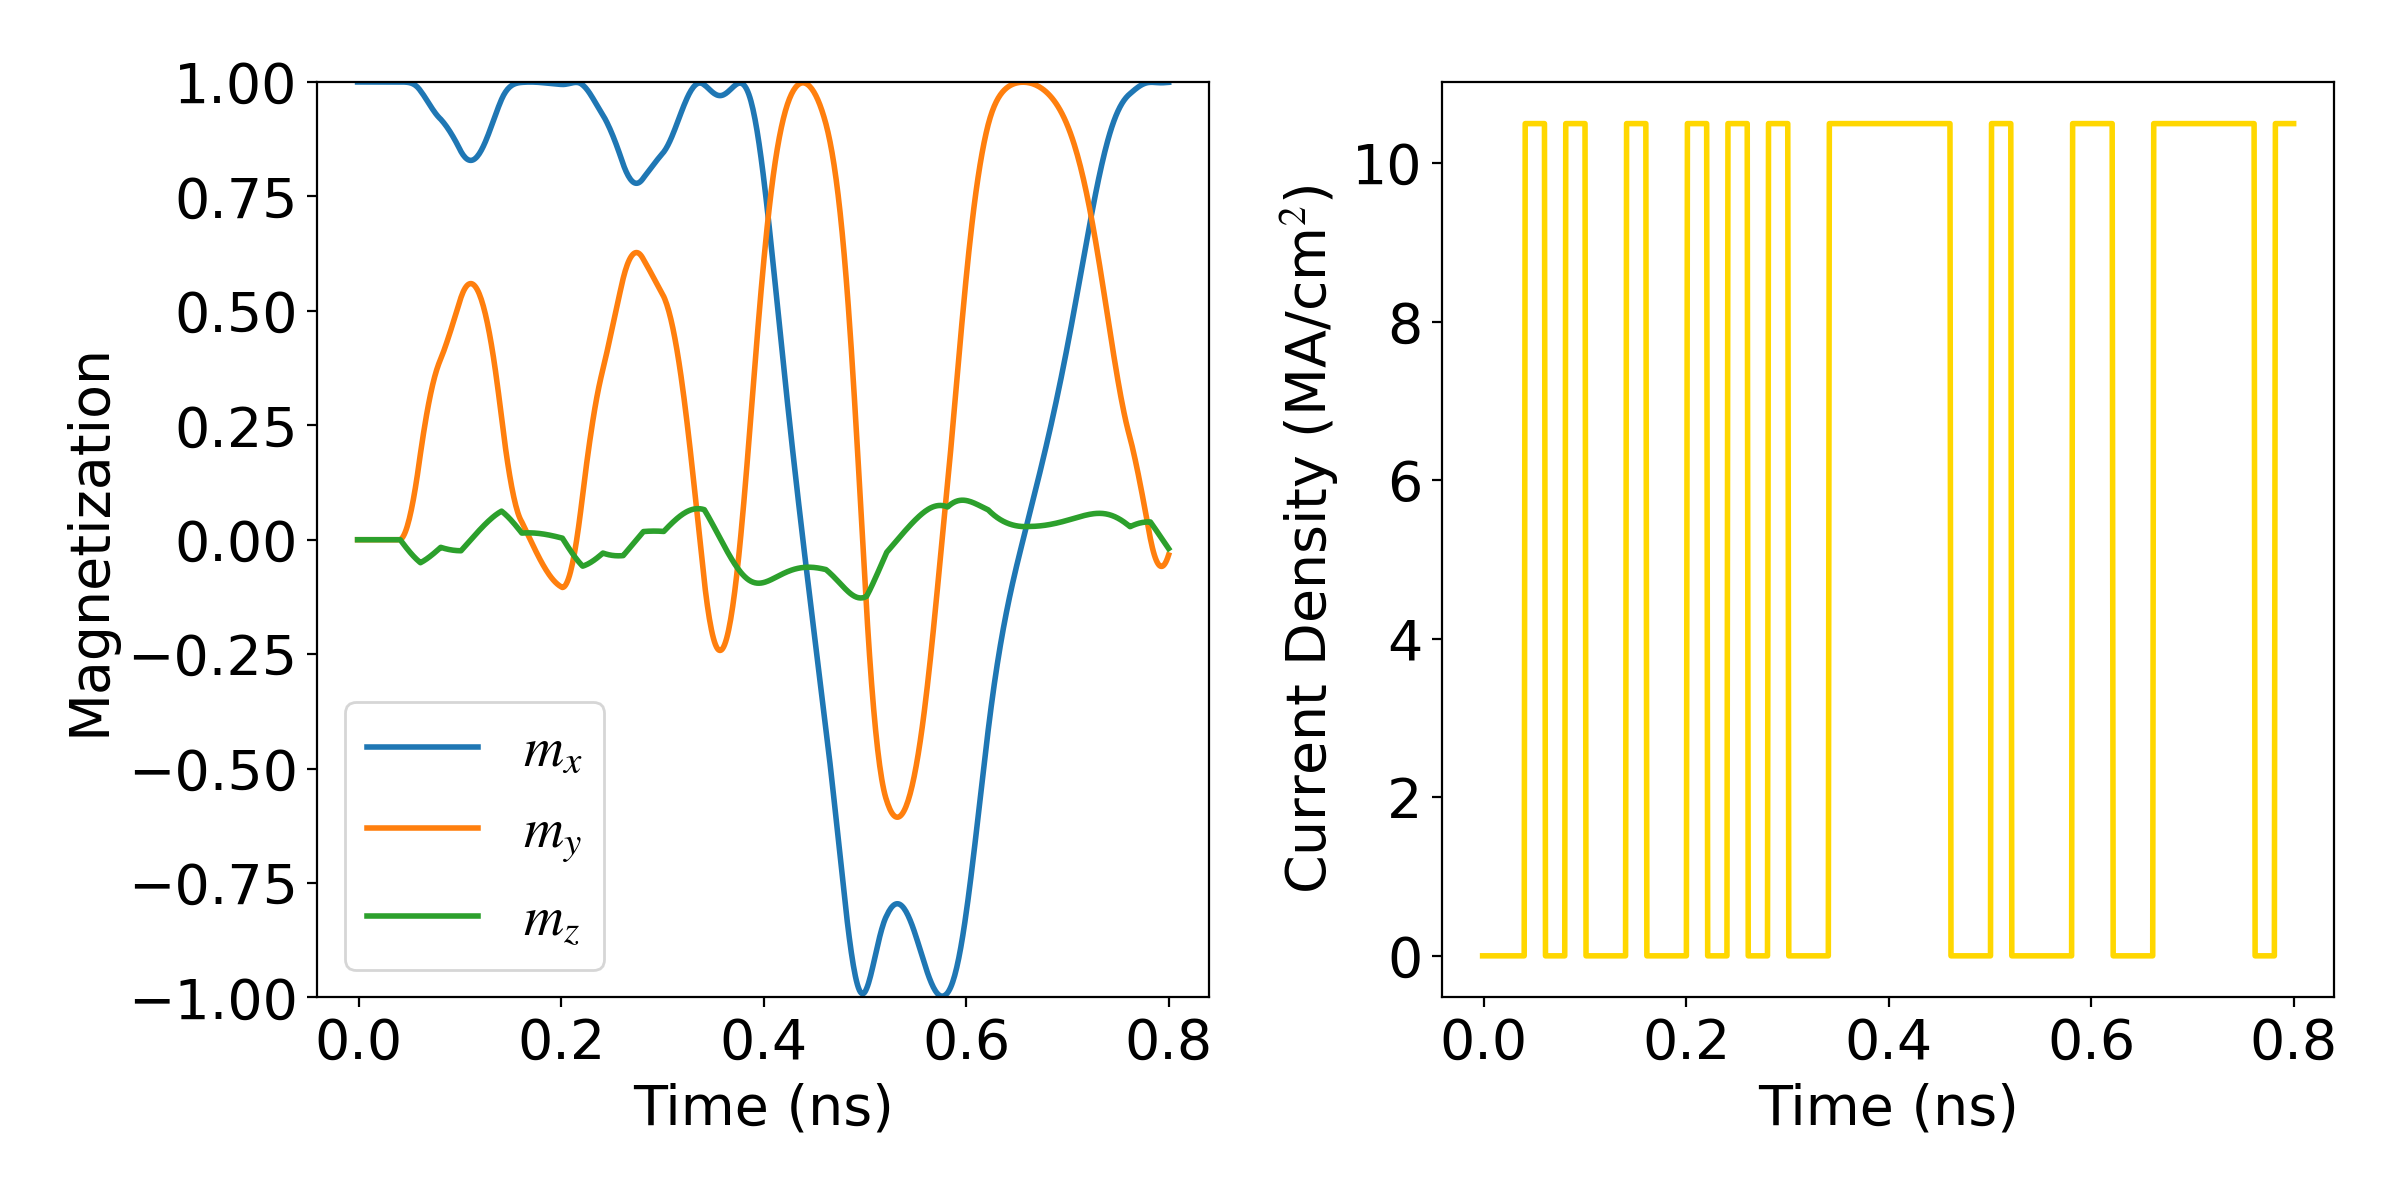 Magnetization
1.00
0.75
0.50
0.25
0.00
−0.25
−0.50
−0.75
−1.00
m_x
m_y
m_z
0.0 0.2 0.4 0.6 0.8
Time (ns)
Current Density (MA/cm²)
10
8
6
4
2
0
0.0 0.2 0.4 0.6 0.8
Time (ns)